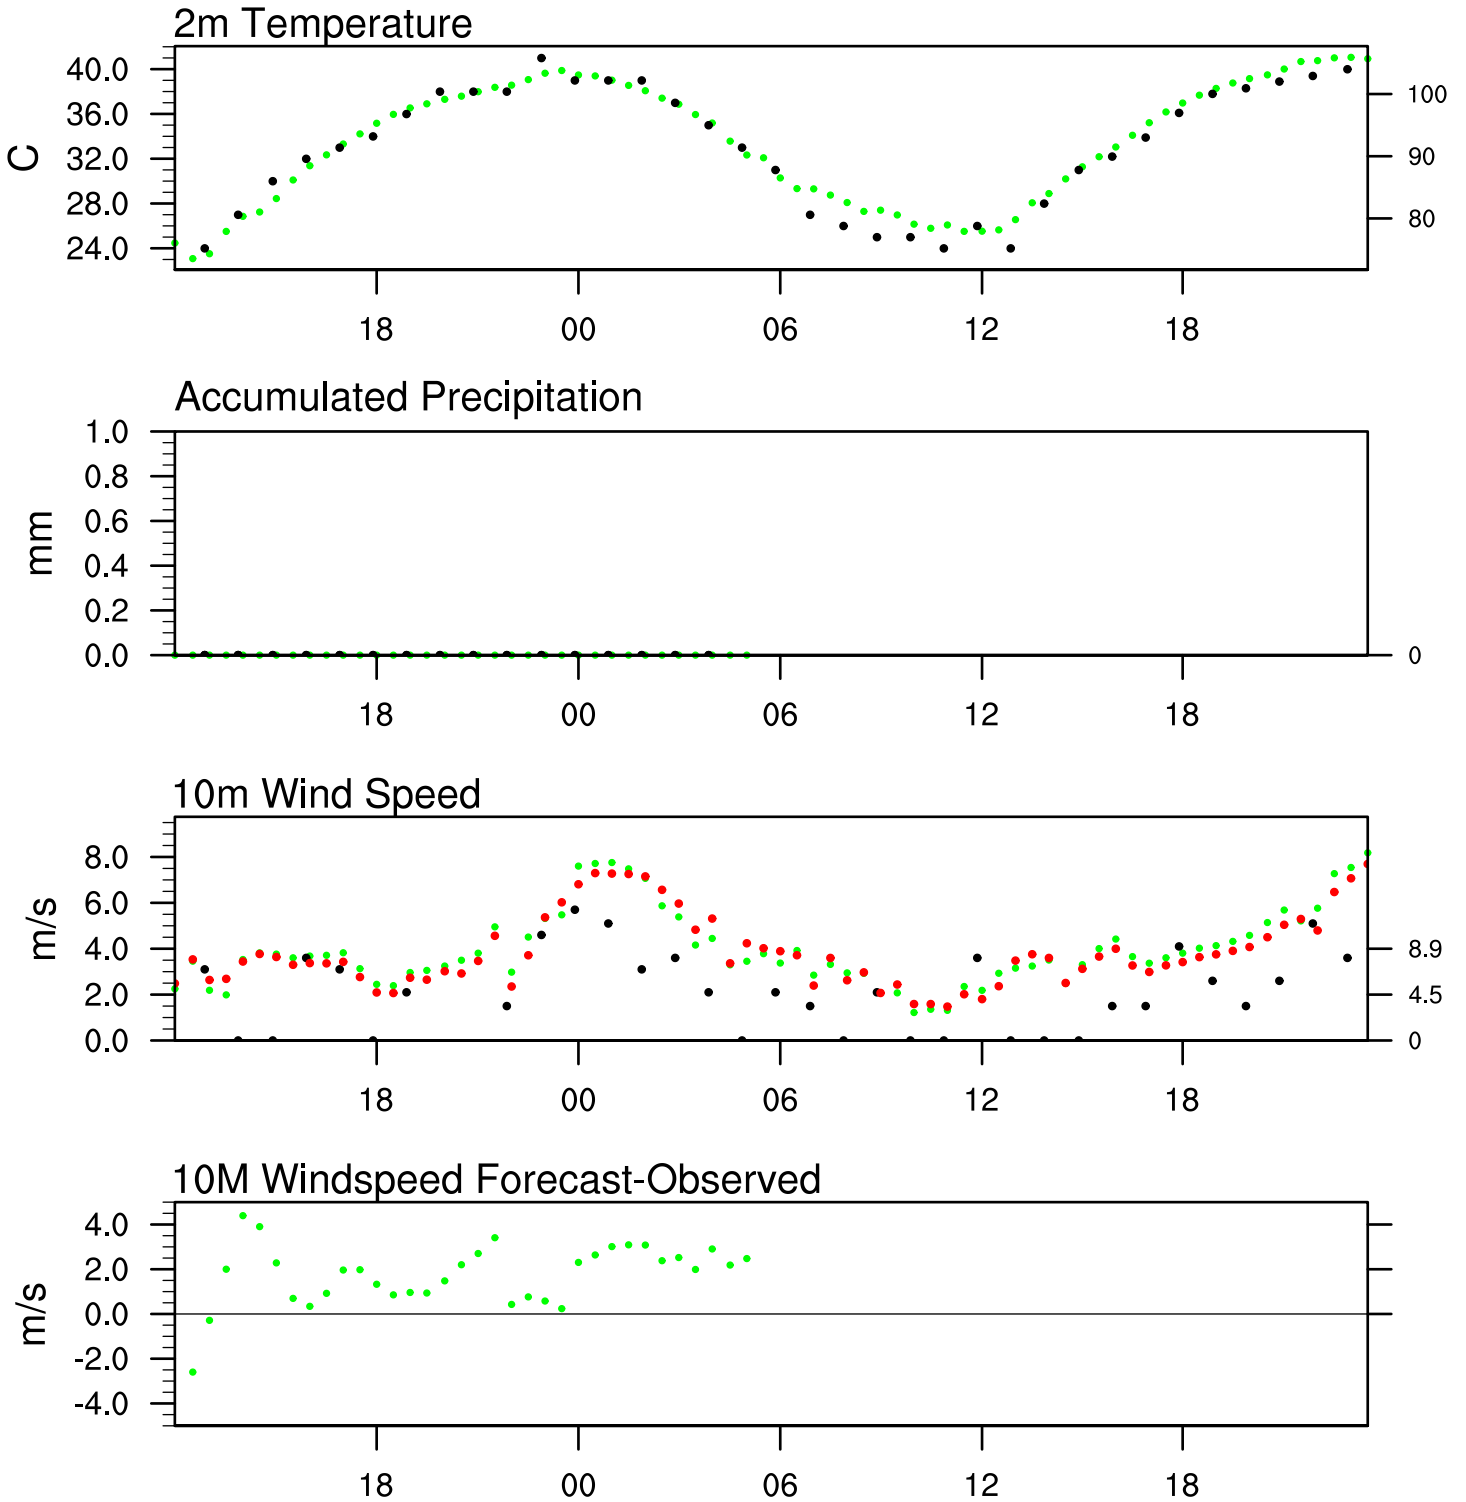 2m Temperature
40.0
36.0
32.0
28.0
24.0
C
100
90
80
18 00 06 12 18
Accumulated Precipitation
1.0
0.8
0.6
0.4
0.2
0.0
mm
0
18 00 06 12 18
10m Wind Speed
8.0
6.0
4.0
2.0
0.0
m/s
8.9
4.5
0
18 00 06 12 18
10M Windspeed Forecast-Observed
4.0
2.0
0.0
-2.0
-4.0
m/s
18 00 06 12 18